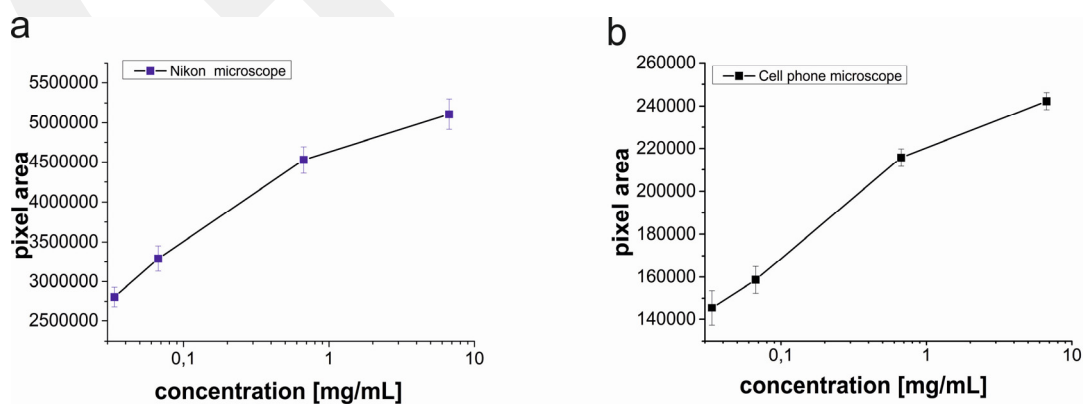 a
Nikon microscope
5500000
5000000
4500000
4000000
3500000
3000000
2500000
pixel area
0,1 1 10
concentration [mg/mL]
b
Cell phone microscope
260000
240000
220000
200000
180000
160000
140000
pixel area
0,1 1 10
concentration [mg/mL]